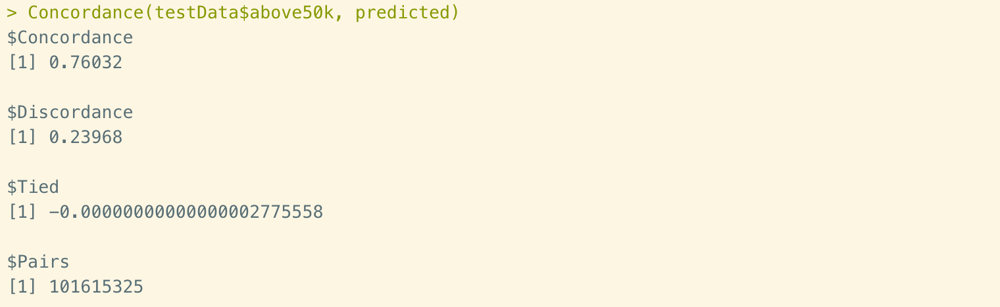 > Concordance(testData$above50k, predicted)
$Concordance
[1] 0.76032
$Discordance
[1] 0.23968
$Tied
[1] -0.00000000000000002775558
$Pairs
[1] 101615325